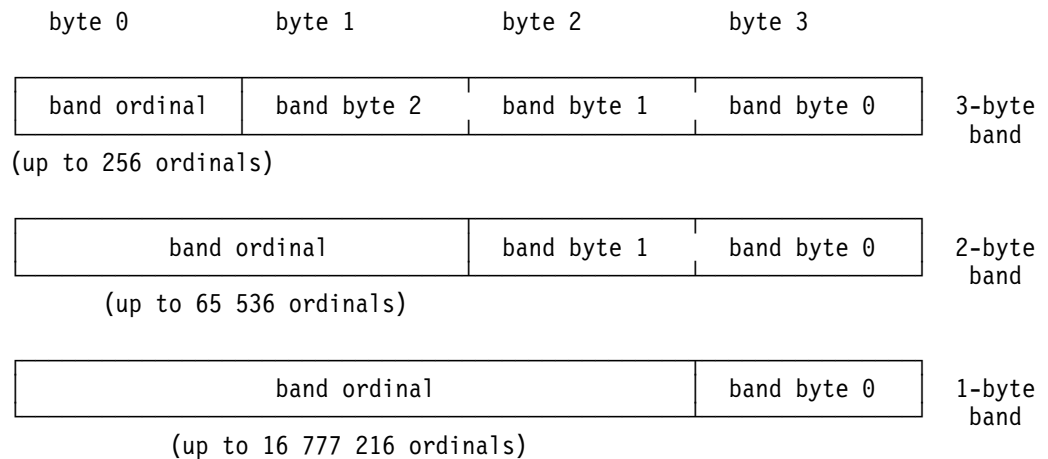 byte 0 byte 1 byte 2 byte 3
band ordinal band byte 2 band byte 1 band byte 0 3-byte
band
(up to 256 ordinals)
band ordinal band byte 1 band byte 0 2-byte
band
(up to 65 536 ordinals)
band ordinal band byte 0 1-byte
band
(up to 16 777 216 ordinals)